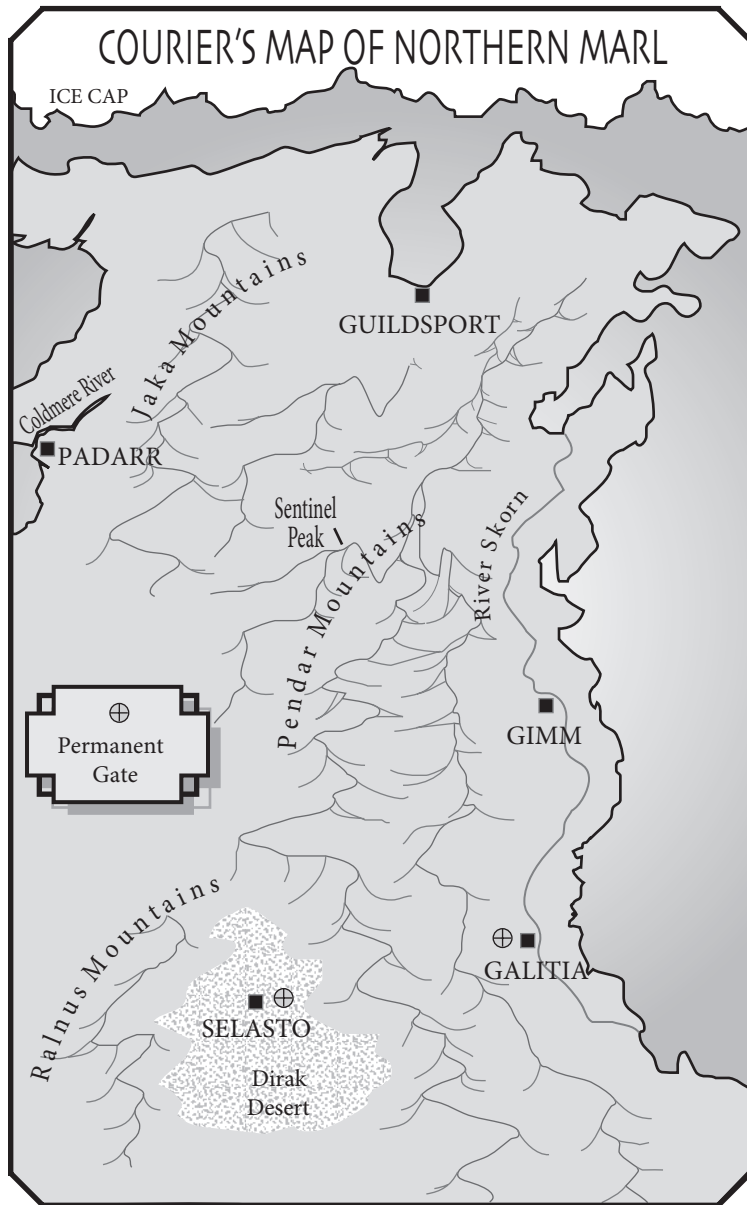 COURIER'S MAP OF NORTHERN MARL
ICE CAP
Jaka Mountains
GUILDSPORT
Coldmere River
PADARR
Sentinel
Peak
Pendar Mountains
River Skorn
Permanent
Gate
GIMM
Ralnus Mountains
GALITIA
SELASTO
Dirak
Desert